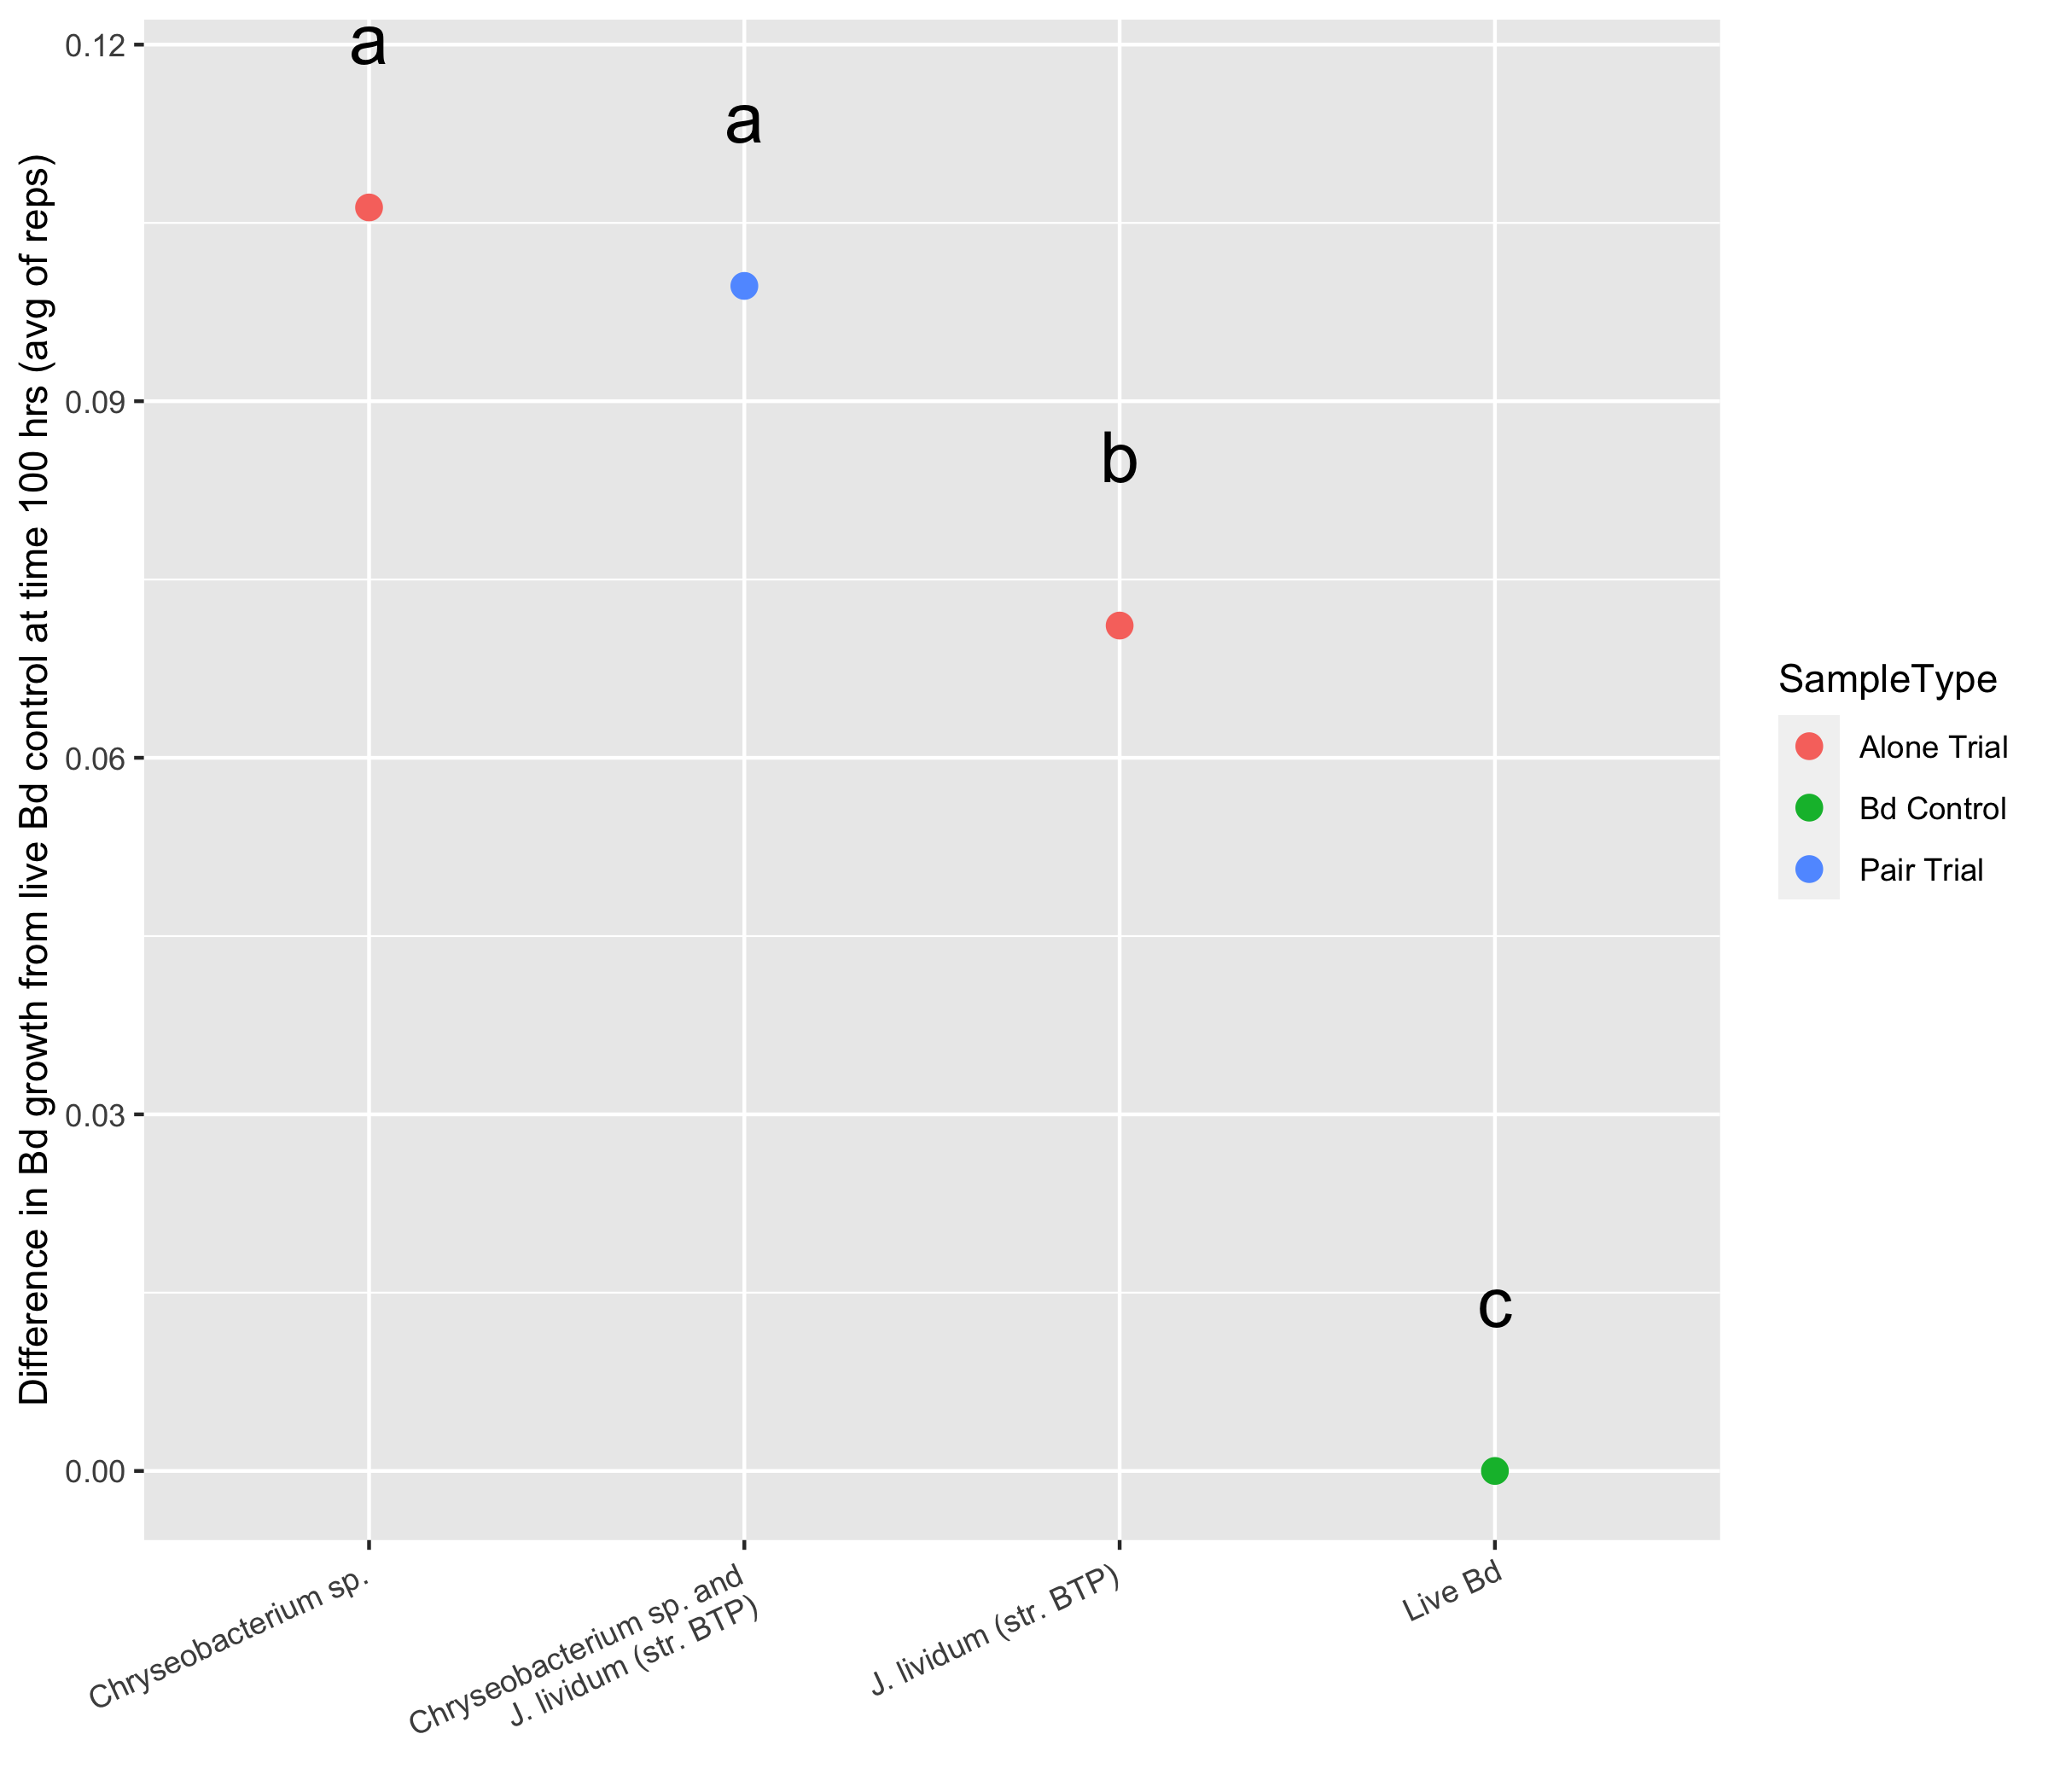 Difference in Bd growth from live Bd control at time 100 hrs (avg of reps)
0.12
0.09
0.06
0.03
0.00
a
a
b
c
Chryseobacterium sp.
Chryseobacterium sp. and
J. lividum (str. BTP)
J. lividum (str. BTP)
Live Bd
SampleType
Alone Trial
Bd Control
Pair Trial